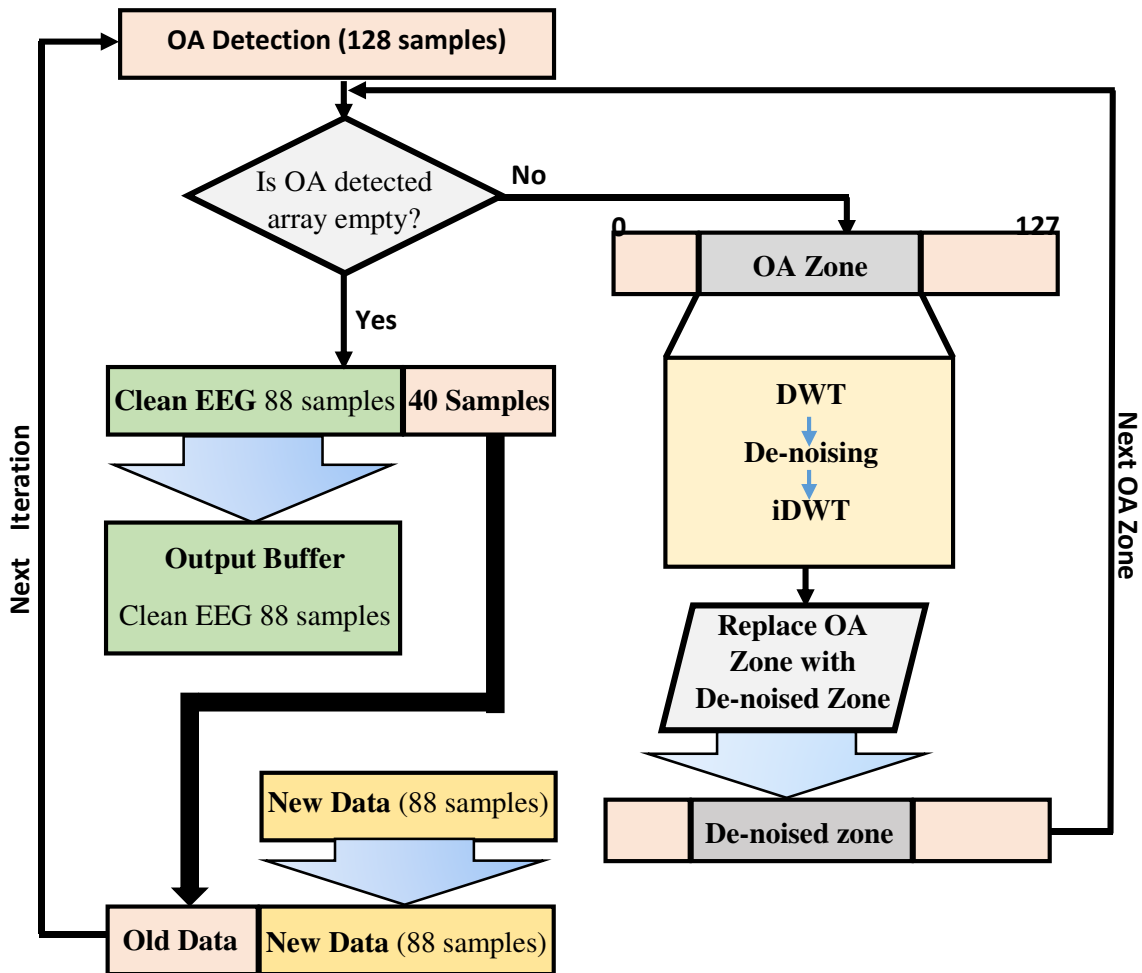 OA Detection (128 samples)
Is OA detected
array empty?
No
Yes
0
127
OA Zone
Clean EEG 88 samples
40 Samples
DWT
De-noising
iDWT
Output Buffer
Clean EEG 88 samples
Replace OA
Zone with
De-noised Zone
New Data (88 samples)
De-noised zone
Old Data
New Data (88 samples)
Next Iteration
Next OA Zone